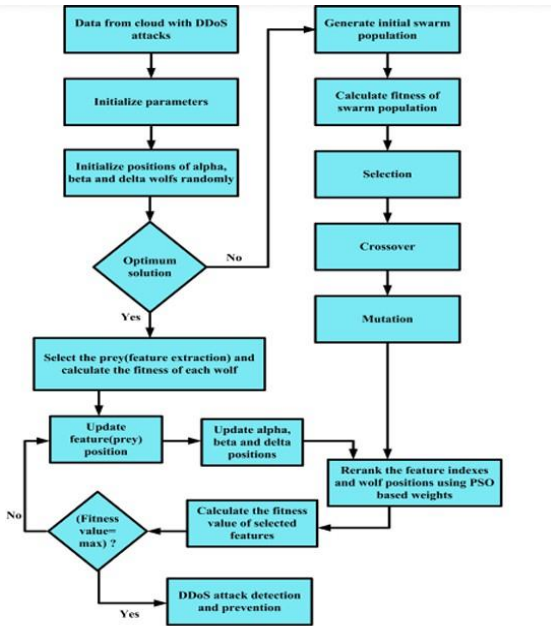 Data from cloud with DDoS
attacks
Initialize parameters
Initialize positions of alpha,
beta and delta wolfs randomly
Optimum
solution
No
Yes
Generate initial swarm
population
Calculate fitness of
swarm population
Selection
Crossover
Mutation
Select the prey(feature extraction) and
calculate the fitness of each wolf
Update
feature(prey)
position
Update alpha,
beta and delta
positions
Rerank the feature indexes
and wolf positions using PSO
based weights
Calculate the fitness
value of selected
features
(Fitness
value=
max) ?
No
Yes
DDoS attack detection
and prevention